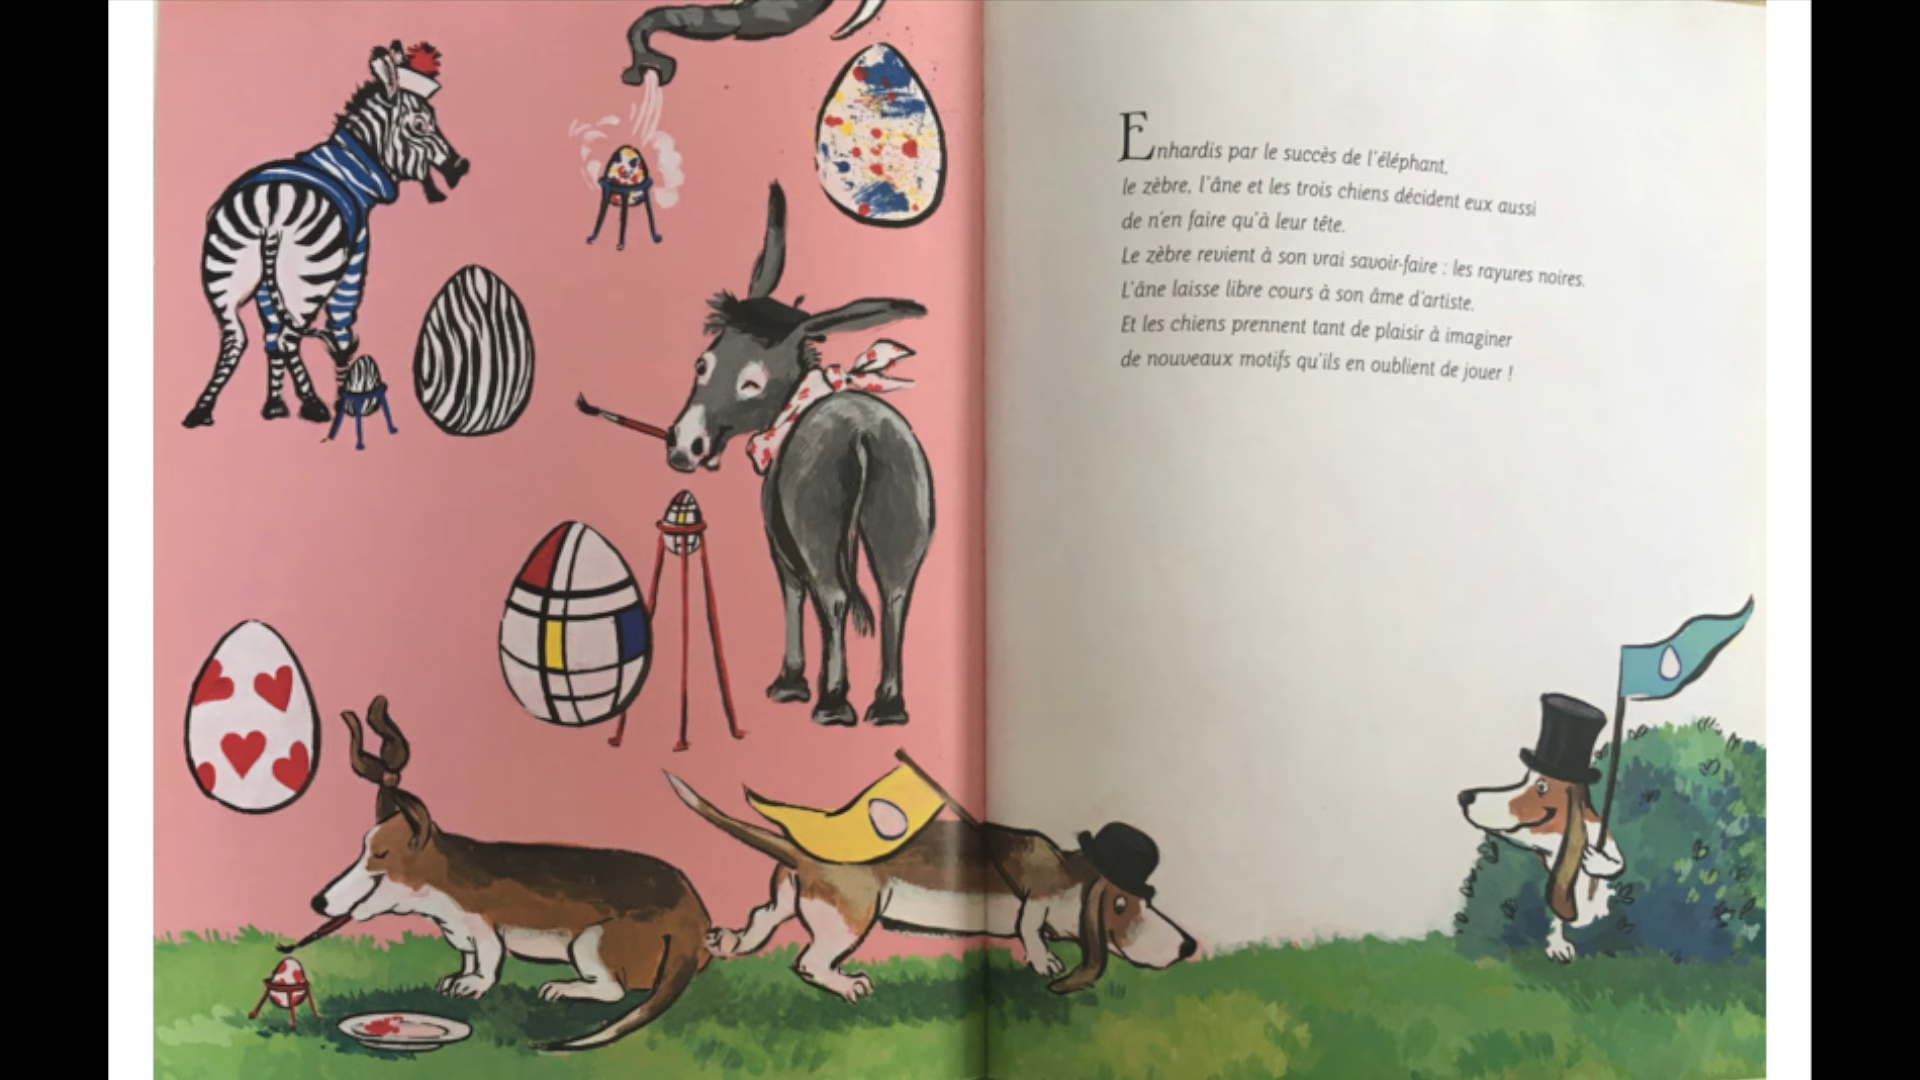 Enhardis par le succès de l'éléphant,
le zèbre, l'âne et les trois chiens décident eux aussi
de n'en faire qu'à leur tête.
Le zèbre revient à son vrai savoir-faire : les rayures noires.
L'âne laisse libre cours à son âme d'artiste.
Et les chiens prennent tant de plaisir à imaginer
de nouveaux motifs qu'ils en oublient de jouer !